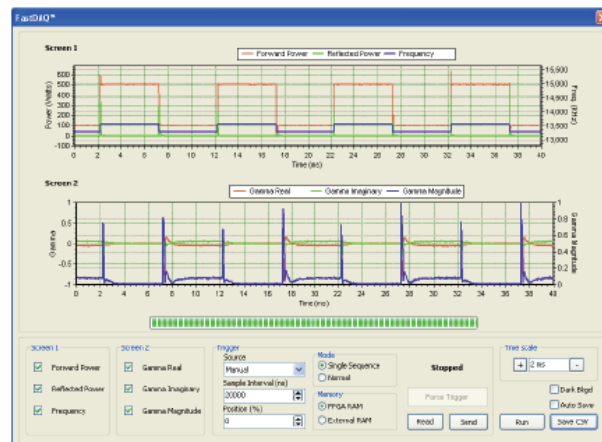 FastDAQ™
Screen 1
Forward Power Reflected Power Frequency
600
500
400
300
200
100
0
-100
Power (Watts)
15,500
15,000
14,500
14,000
13,500
13,000
Freq. (KHz)
0 2 4 6 8 10 12 14 16 18 20 22 24 26 28 30 32 34 36 38 40
Time (ms)
Screen 2
Gamma Real Gamma Imaginary Gamma Magnitude
1
0.5
0
-0.5
-1
Gamma
1
0.8
0.6
0.4
0.2
0
Gamma Magnitude
0 2 4 6 8 10 12 14 16 18 20 22 24 26 28 30 32 34 36 38 40
Time (ms)
Screen 1
Forward Power
Reflected Power
Frequency
Screen 2
Gamma Real
Gamma Imaginary
Gamma Magnitude
Trigger
Source
Manual
Sample Interval (ns)
20000
Position (%)
0
Mode
Single Sequence
Normal
Memory
FPGA RAM
External RAM
Stopped
Force Trigger
Read Send
Time scale
+ 2 ms -
Dark Bkgd
Auto Save
Run Save CSV